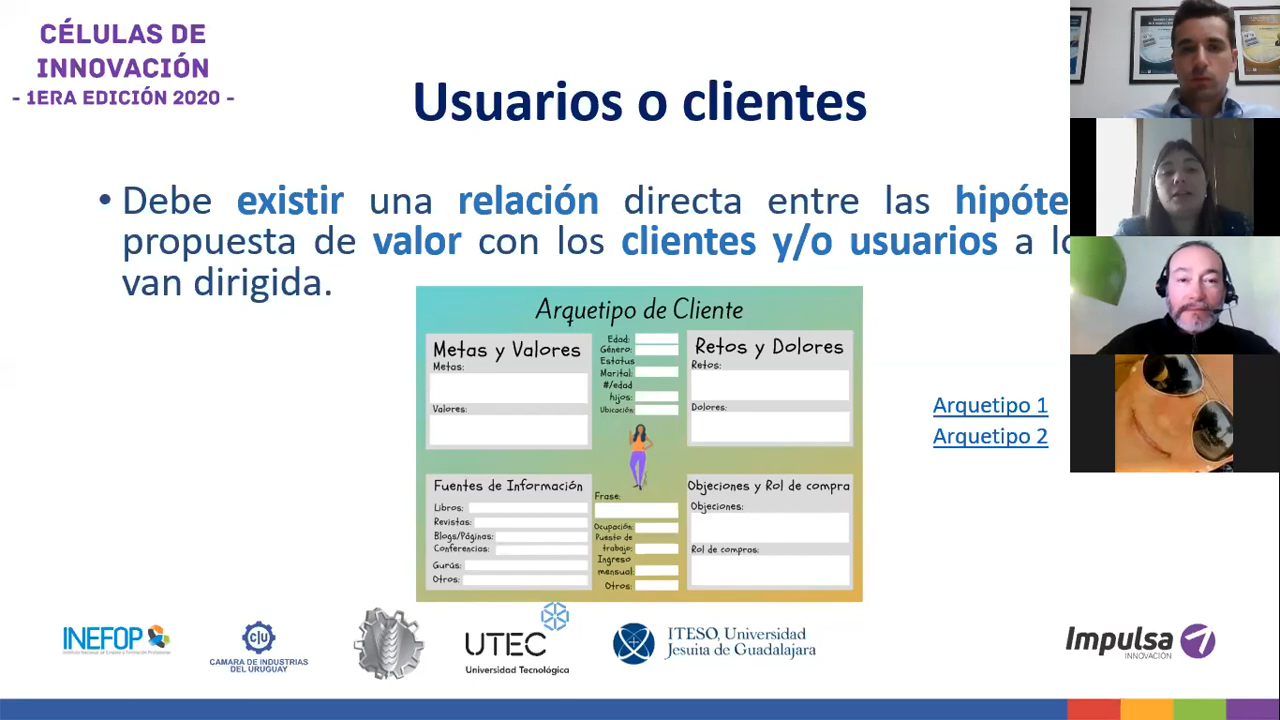 CÉLULAS DE
INNOVACIÓN
- 1ERA EDICIÓN 2020 -
Usuarios o clientes
• Debe existir una relación directa entre las hipóte
propuesta de valor con los clientes y/o usuarios a lo
van dirigida.
Arquetipo de Cliente
Metas y Valores
Metas:
Valores:
Edad:
Género:
Estatus
Marital:
#/edad
hijos:
Ubicación
Retos y Dolores
Retos:
Dolores:
Arquetipo 1
Arquetipo 2
Fuentes de Información
Libros:
Revistas:
Blogs/Páginas:
Conferencias:
Gurús:
Otros:
Frase:
Ocupación:
Puesto de
trabajo:
Ingreso
mensual:
Otros:
Objeciones y Rol de compra
Objeciones:
Rol de compras:
INEFOP
CIU
CAMARA DE INDUSTRIAS
DEL URUGUAY
UTEC
Universidad Tecnológica
ITESO, Universidad
Jesuita de Guadalajara
Impulsa
INNOVACIÓN